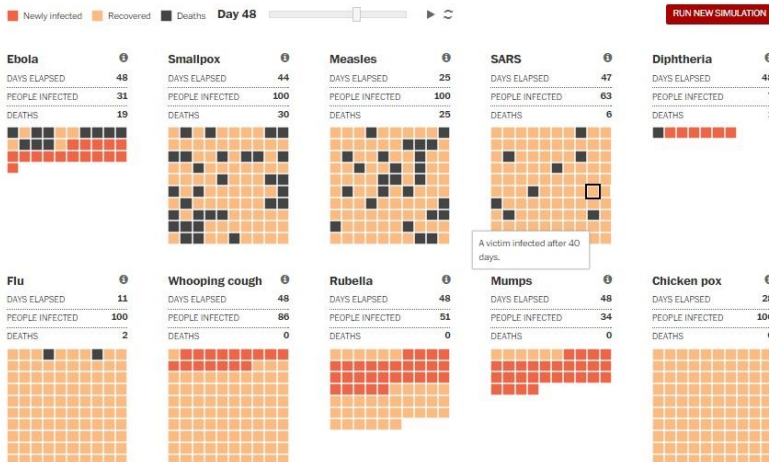 Newly infected Recovered Deaths Day 48 RUN NEW SIMULATION
Ebola Smallpox Measles SARS Diphtheria
DAYS ELAPSED 48 DAYS ELAPSED 44 DAYS ELAPSED 25 DAYS ELAPSED 47 DAYS ELAPSED
PEOPLE INFECTED 31 PEOPLE INFECTED 100 PEOPLE INFECTED 100 PEOPLE INFECTED 63 PEOPLE INFECTED
DEATHS 19 DEATHS 30 DEATHS 25 DEATHS 6 DEATHS
A victim infected after 40
days.
Flu Whooping cough Rubella Mumps Chicken pox
DAYS ELAPSED 11 DAYS ELAPSED 48 DAYS ELAPSED 48 DAYS ELAPSED 48 DAYS ELAPSED
PEOPLE INFECTED 100 PEOPLE INFECTED 86 PEOPLE INFECTED 51 PEOPLE INFECTED 34 PEOPLE INFECTED
DEATHS 2 DEATHS 0 DEATHS 0 DEATHS 0 DEATHS